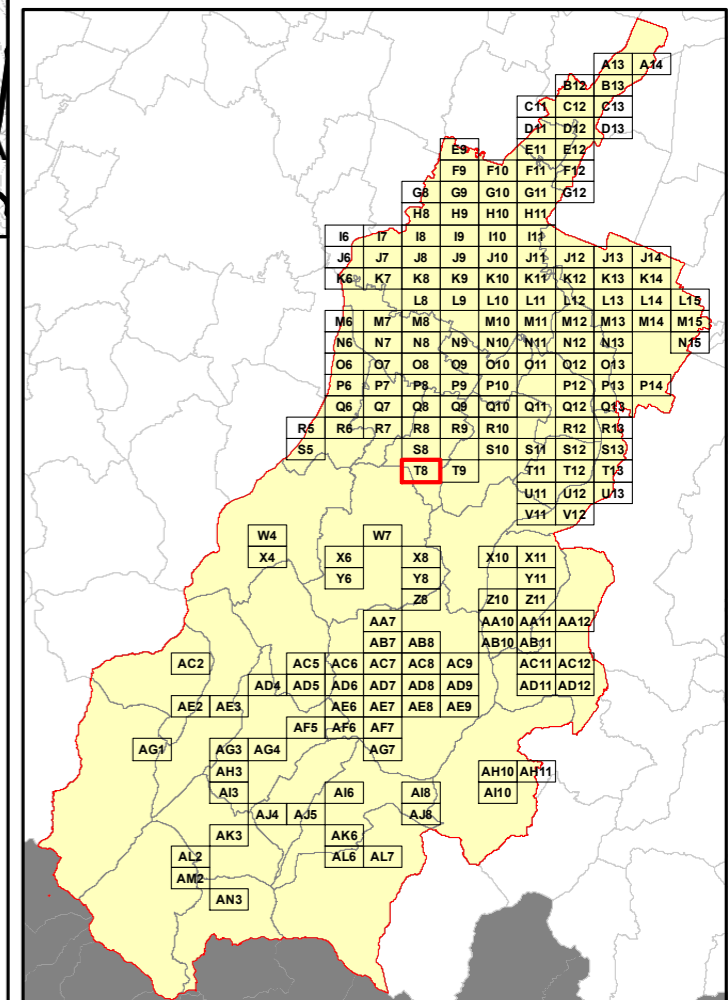 A13 A14
B12 B13
C11 C12 C13
D11 D12 D13
E9 E11 E12
F9 F10 F11 F12
G8 G9 G10 G11 G12
H8 H9 H10 H11
I6 I7 I8 I9 I10 I11
J6 J7 J8 J9 J10 J11 J12 J13 J14
K6 K7 K8 K9 K10 K11 K12 K13 K14
L8 L9 L10 L11 L12 L13 L14 L15
M6 M7 M8 M10 M11 M12 M13 M14 M15
N6 N7 N8 N9 N10 N11 N12 N13 N15
O6 O7 O8 O9 O10 O11 O12 O13
P6 P7 P8 P9 P10 P12 P13 P14
Q6 Q7 Q8 Q9 Q10 Q11 Q12 Q13
R5 R6 R7 R8 R9 R10 R12 R13
S5 S8 S10 S11 S12 S13
T8 T9 T11 T12 T13
U11 U12 U13
V11 V12
W4 W7
X4 X6 X8 X10 X11
Y6 Y8 Y11
Z8 Z10 Z11
AA7 AA10 AA11 AA12
AB7 AB8 AB10 AB11
AC2 AC5 AC6 AC7 AC8 AC9 AC11 AC12
AD4 AD5 AD6 AD7 AD8 AD9 AD11 AD12
AE2 AE3 AE6 AE7 AE8 AE9
AF5 AF6 AF7
AG1 AG3 AG4 AG7
AH3 AH10 AH11
AI3 AI6 AI8 AI10
AJ4 AJ5 AJ8
AK3 AK6
AL2 AL6 AL7
AM2
AN3